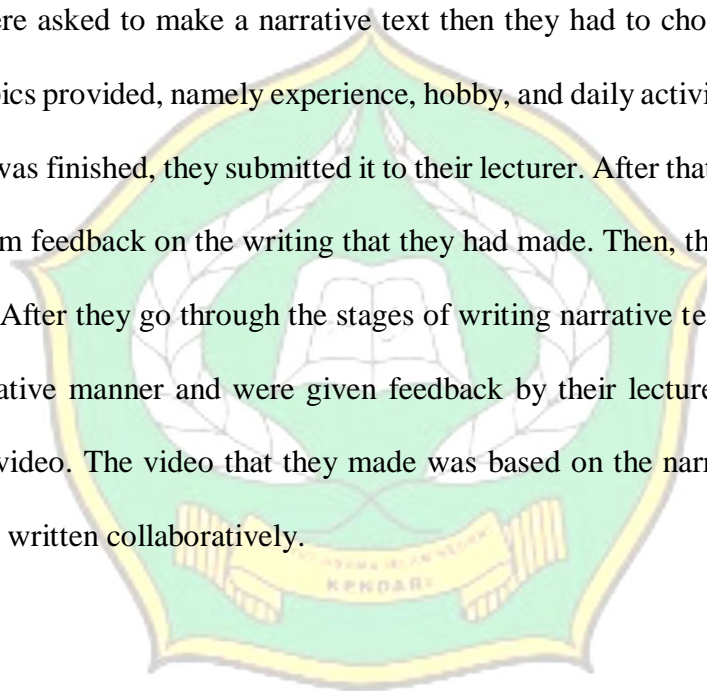 ere asked to make a narrative text then they had to cho
pics provided, namely experience, hobby, and daily activi
was finished, they submitted it to their lecturer. After that
m feedback on the writing that they had made. Then, th
After they go through the stages of writing narrative te
ative manner and were given feedback by their lecture
video. The video that they made was based on the narr
written collaboratively.
KENDARI